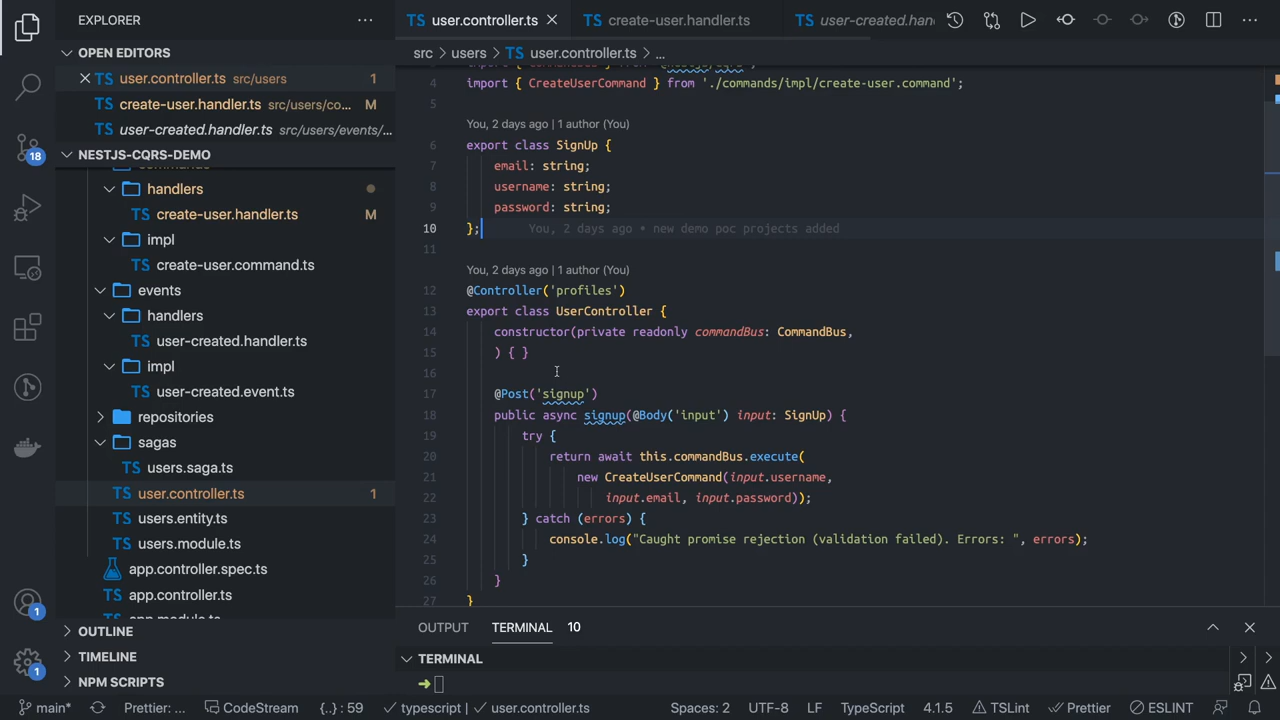 EXPLORER
OPEN EDITORS
TS user.controller.ts src/users 1
TS create-user.handler.ts src/users/co... M
TS user-created.handler.ts src/users/events/...
NESTJS-CQRS-DEMO
handlers
TS create-user.handler.ts M
impl
TS create-user.command.ts
events
handlers
TS user-created.handler.ts
impl
TS user-created.event.ts
repositories
sagas
TS users.saga.ts
TS user.controller.ts 1
TS users.entity.ts
TS users.module.ts
app.controller.spec.ts
TS app.controller.ts
TS app.module.ts
OUTLINE
TIMELINE
NPM SCRIPTS
18
1
1
TS user.controller.ts TS create-user.handler.ts TS user-created.han
src > users > TS user.controller.ts > ...
4 import { CreateUserCommand } from './commands/impl/create-user.command';
5
You, 2 days ago | 1 author (You)
6 export class SignUp {
7 email: string;
8 username: string;
9 password: string;
10 }; You, 2 days ago • new demo poc projects added
11
You, 2 days ago | 1 author (You)
12 @Controller('profiles')
13 export class UserController {
14 constructor(private readonly commandBus: CommandBus,
15 ) { }
16
17 @Post('signup')
18 public async signup(@Body('input') input: SignUp) {
19 try {
20 return await this.commandBus.execute(
21 new CreateUserCommand(input.username,
22 input.email, input.password));
23 } catch (errors) {
24 console.log("Caught promise rejection (validation failed). Errors: ", errors);
25 }
26 }
27 }
OUTPUT TERMINAL 10
TERMINAL
main* Prettier: ... CodeStream {..} : 59 typescript | user.controller.ts Spaces: 2 UTF-8 LF TypeScript 4.1.5 TSLint Prettier ESLINT